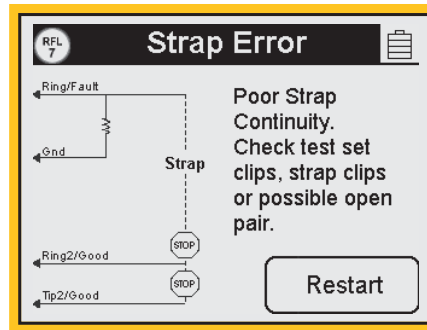 RFL
7
Strap Error
Ring/Fault
Gnd
Strap
STOP
Ring2/Good
STOP
Tip2/Good
Poor Strap
Continuity.
Check test set
clips, strap clips
or possible open
pair.
Restart